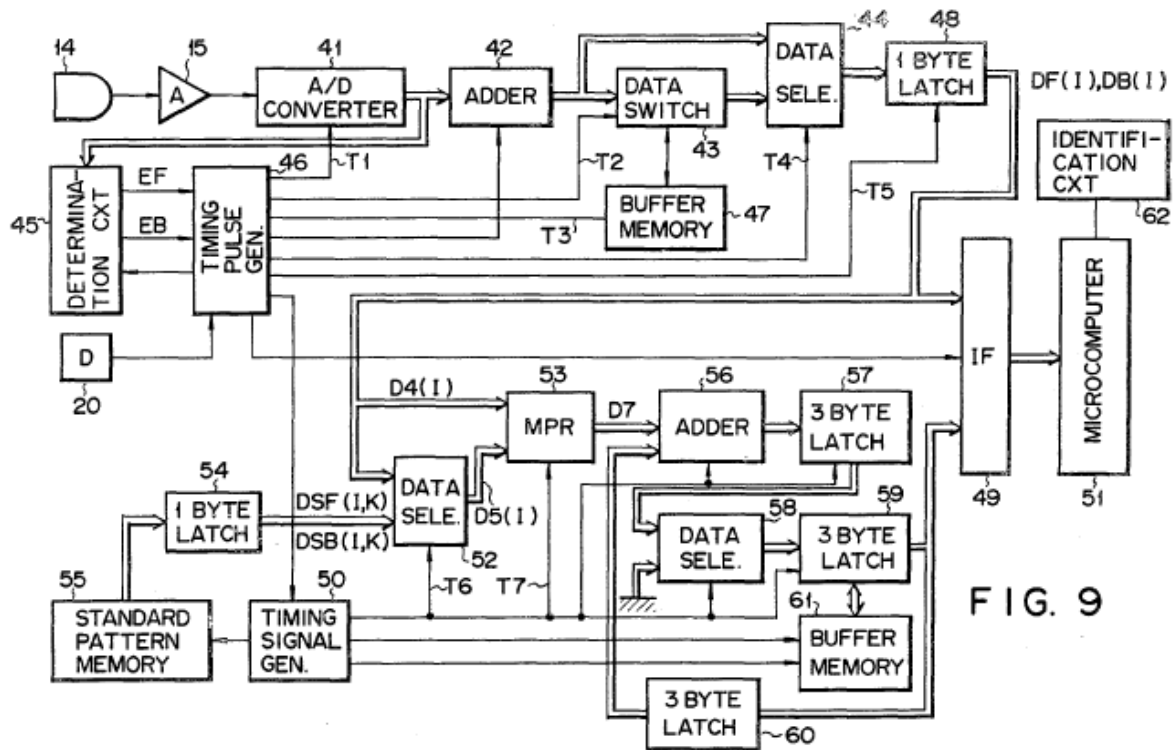 14
15
41
42
44
48
A
A/D
CONVERTER
ADDER
DATA
SWITCH
43
DATA
SELE.
1 BYTE
LATCH
DF(I),DB(I)
T1
T2
T4
T5
46
45
DETERMINA-
TION CXT
EF
EB
TIMING
PULSE
GEN.
T3
BUFFER
MEMORY
47
IDENTIFI-
CATION
CXT
62
D
20
IF
49
MICROCOMPUTER
51
D4(I)
53
MPR
D7
56
ADDER
57
3 BYTE
LATCH
54
1 BYTE
LATCH
DSF(I,K)
DSB(I,K)
DATA
SELE.
52
D5(I)
58
DATA
SELE.
59
3 BYTE
LATCH
55
STANDARD
PATTERN
MEMORY
50
TIMING
SIGNAL
GEN.
T6
T7
61
BUFFER
MEMORY
3 BYTE
LATCH
60
FIG. 9